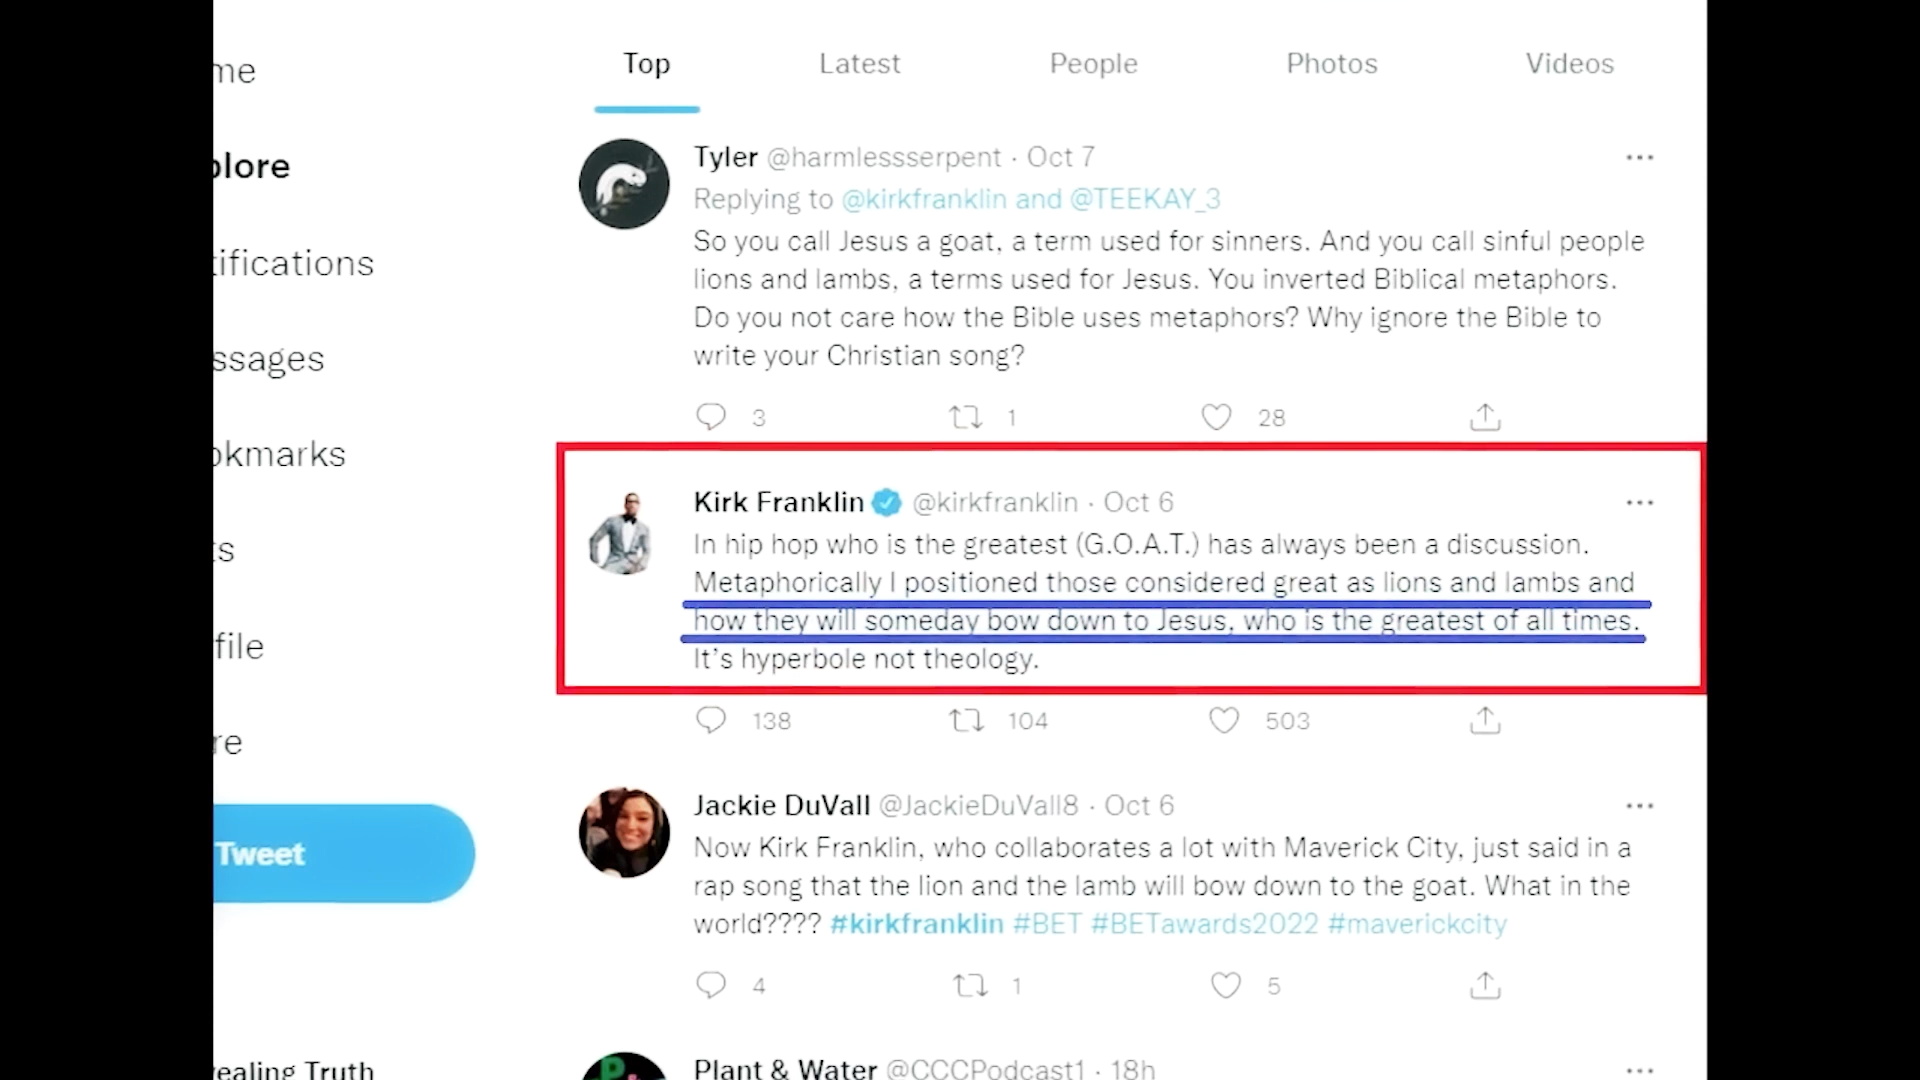 Top Latest People Photos Videos
me
plore
tifications
ssages
okmarks
ts
file
re
Tweet
ealing Truth
Tyler @harmlessserpent · Oct 7
Replying to @kirkfranklin and @TEEKAY_3
So you call Jesus a goat, a term used for sinners. And you call sinful people
lions and lambs, a terms used for Jesus. You inverted Biblical metaphors.
Do you not care how the Bible uses metaphors? Why ignore the Bible to
write your Christian song?
3 1 28
Kirk Franklin @kirkfranklin · Oct 6
In hip hop who is the greatest (G.O.A.T.) has always been a discussion.
Metaphorically I positioned those considered great as lions and lambs and
how they will someday bow down to Jesus, who is the greatest of all times.
It's hyperbole not theology.
138 104 503
Jackie DuVall @JackieDuVall8 · Oct 6
Now Kirk Franklin, who collaborates a lot with Maverick City, just said in a
rap song that the lion and the lamb will bow down to the goat. What in the
world???? #kirkfranklin #BET #BETawards2022 #maverickcity
4 1 5
Plant & Water @CCCPodcast1 · 18h